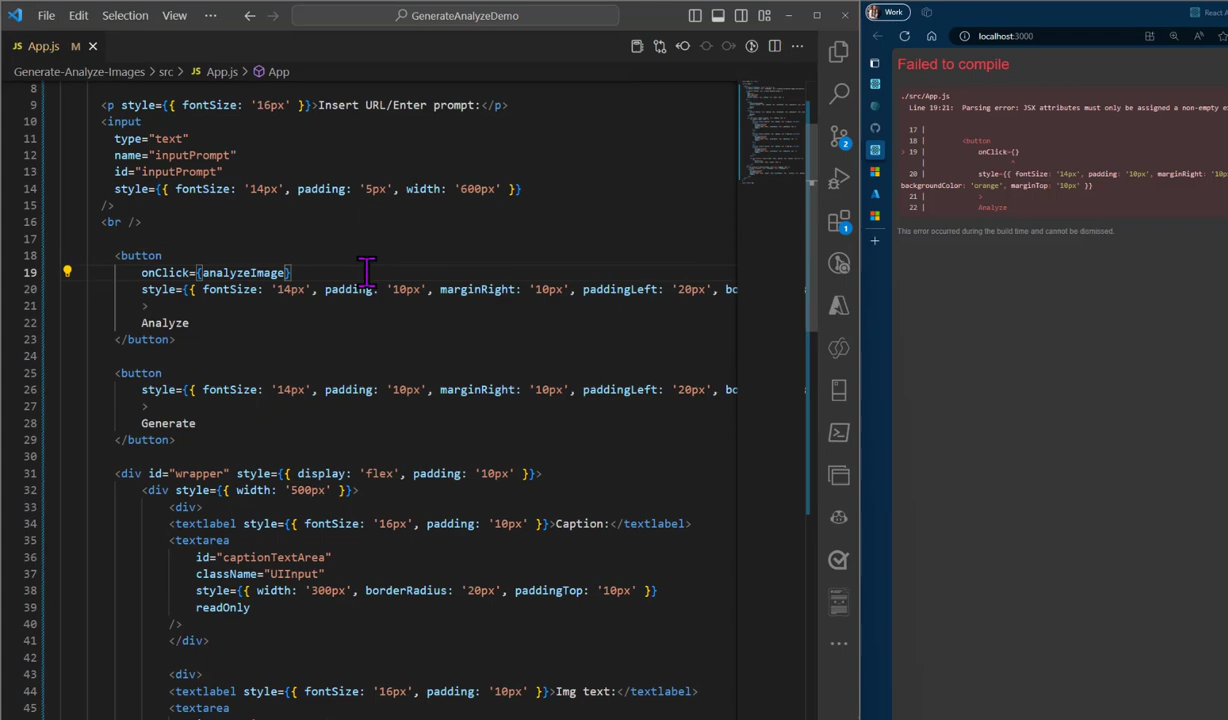 File Edit Selection View ··· GenerateAnalyzeDemo
App.js M
Generate-Analyze-Images > src > App.js > App
8
9 <p style={{ fontSize: '16px' }}>Insert URL/Enter prompt:</p>
10 <input
11 type="text"
12 name="inputPrompt"
13 id="inputPrompt"
14 style={{ fontSize: '14px', padding: '5px', width: '600px' }}
15 />
16 <br />
17
18 <button
19 onClick={analyzeImage}
20 style={{ fontSize: '14px', padding: '10px', marginRight: '10px', paddingLeft: '20px', bo
21 >
22 Analyze
23 </button>
24
25 <button
26 style={{ fontSize: '14px', padding: '10px', marginRight: '10px', paddingLeft: '20px', bo
27 >
28 Generate
29 </button>
30
31 <div id="wrapper" style={{ display: 'flex', padding: '10px' }}>
32 <div style={{ width: '500px' }}>
33 <div>
34 <textlabel style={{ fontSize: '16px', padding: '10px' }}>Caption:</textlabel>
35 <textarea
36 id="captionTextArea"
37 className="UIInput"
38 style={{ width: '300px', borderRadius: '20px', paddingTop: '10px' }}
39 readOnly
40 />
41 </div>
42
43 <div>
44 <textlabel style={{ fontSize: '16px', padding: '10px' }}>Img text:</textlabel>
45 <textarea
2
1
Work
React
localhost:3000
Failed to compile
./src/App.js
Line 19:21: Parsing error: JSX attributes must only be assigned a non-empty
17 |
18 | <button
> 19 | onClick={}
| ^
20 | style={{ fontSize: '14px', padding: '10px', marginRight:
backgroundColor: 'orange', marginTop: '10px' }}
21 | >
22 | Analyze
This error occurred during the build time and cannot be dismissed.